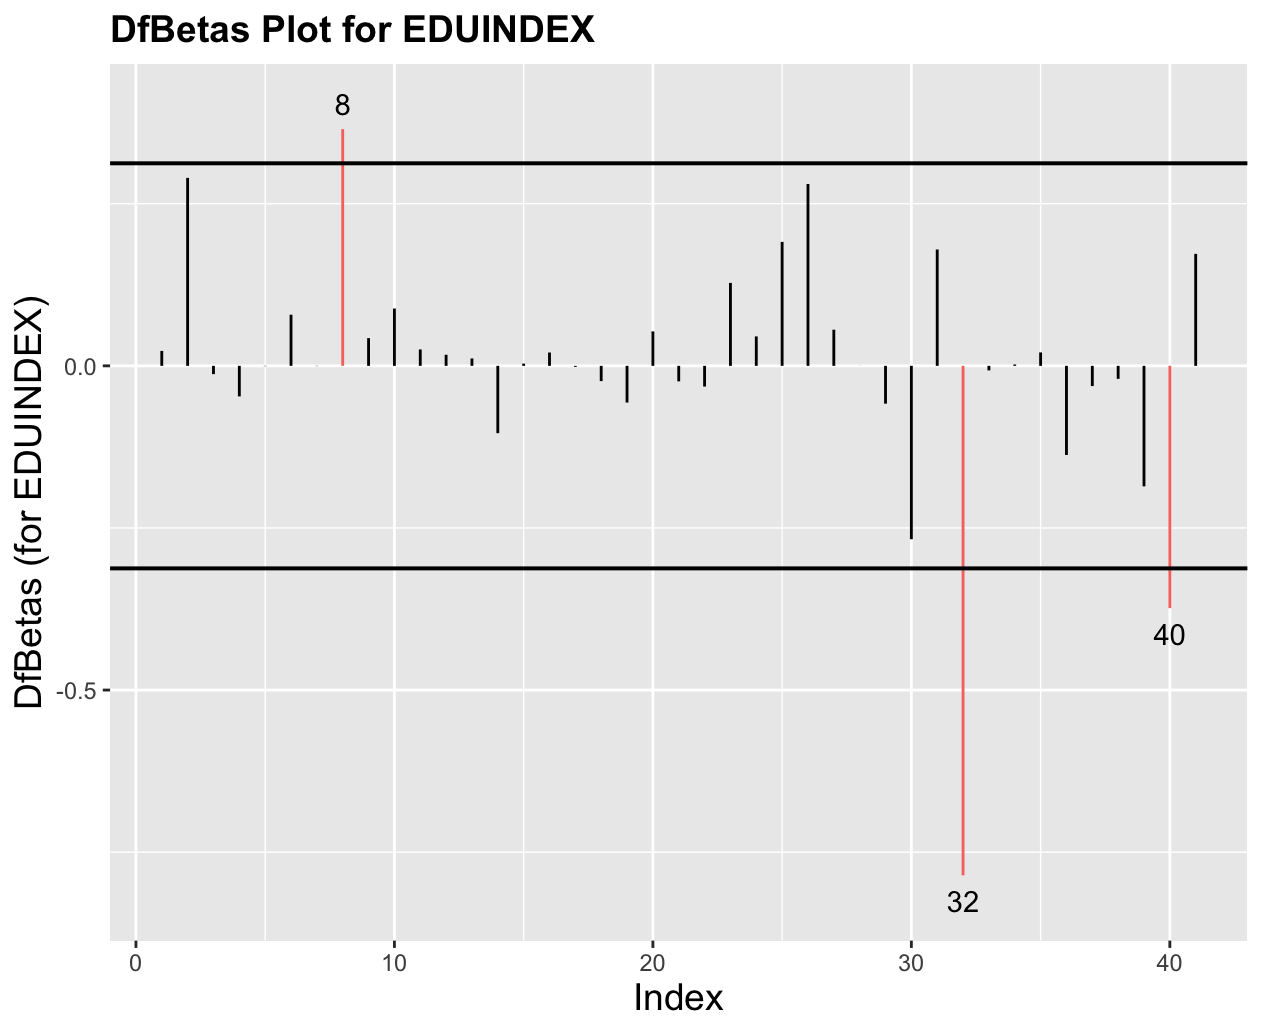 DfBetas Plot for EDUINDEX
8
0.0
-0.5
40
32
DfBetas (for EDUINDEX)
0 10 20 30 40
Index